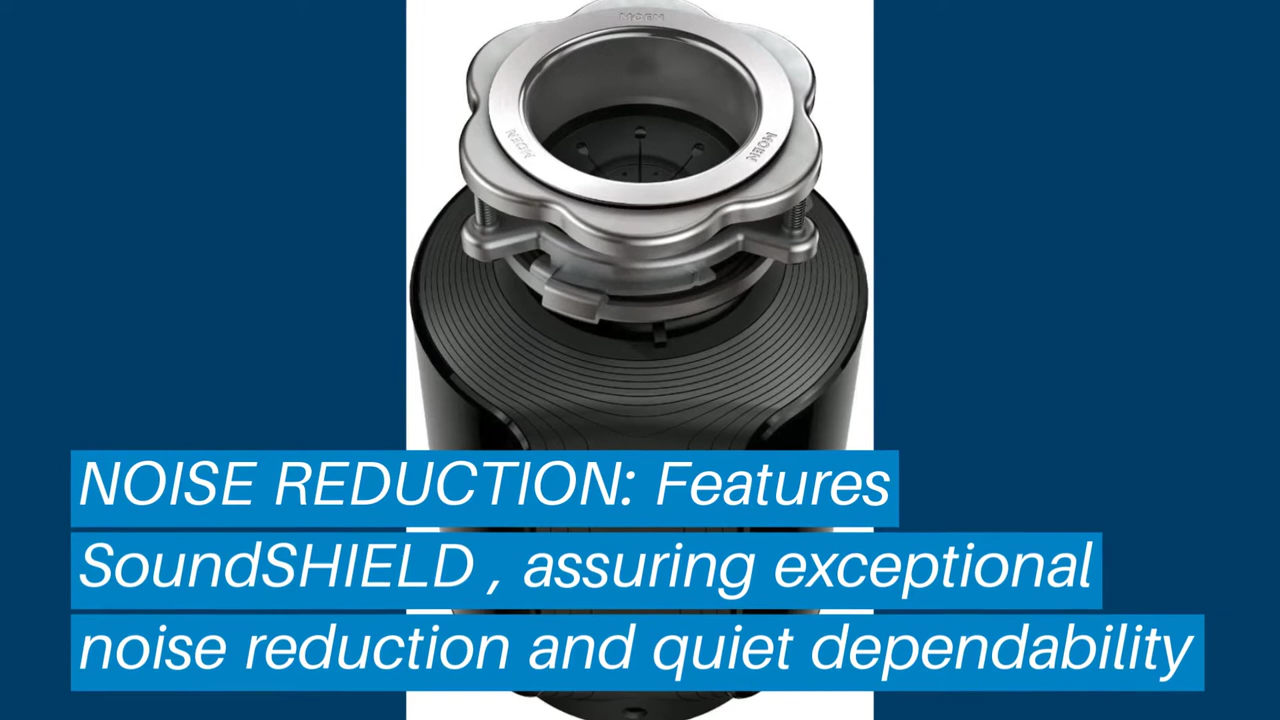 MOEN
MOEN
MOEN
NOISE REDUCTION: Features
SoundSHIELD , assuring exceptional
noise reduction and quiet dependability